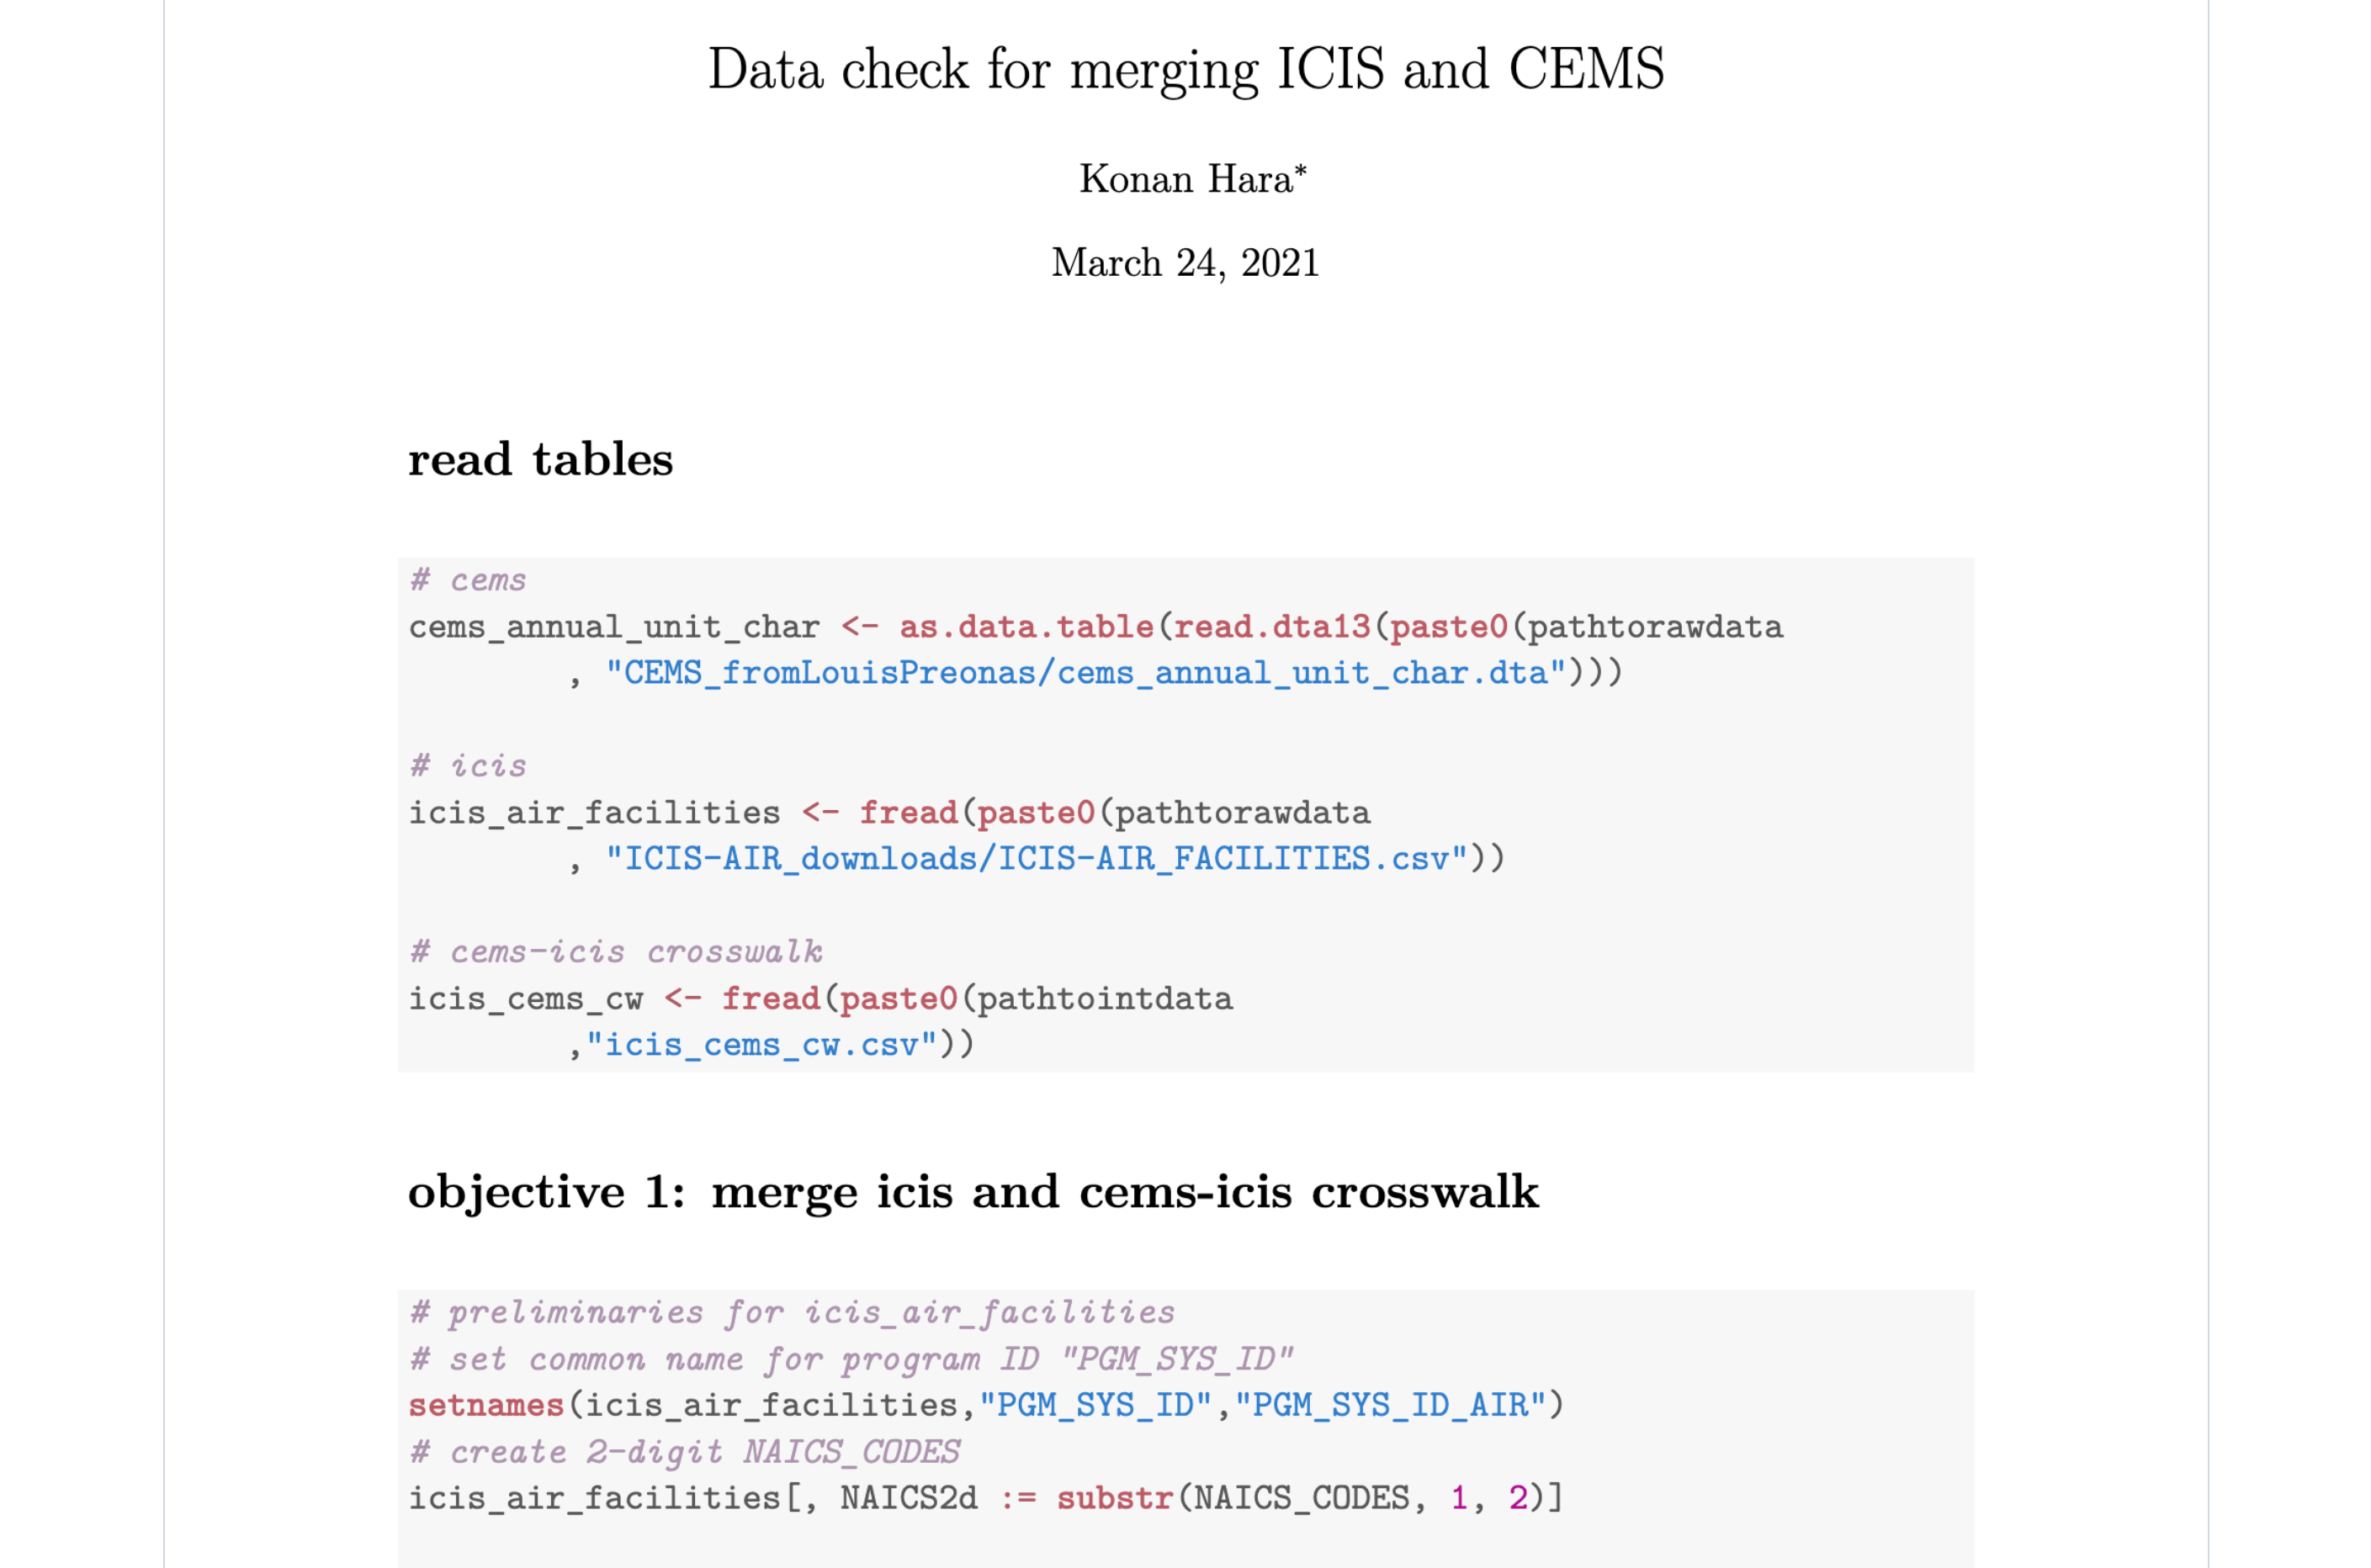 Data check for merging ICIS and CEMS
Konan Hara*
March 24, 2021
read tables
# cems
cems_annual_unit_char <- as.data.table(read.dta13(paste0(pathtorawdata
, "CEMS_fromLouisPreonas/cems_annual_unit_char.dta")))
# icis
icis_air_facilities <- fread(paste0(pathtorawdata
, "ICIS-AIR_downloads/ICIS-AIR_FACILITIES.csv"))
# cems-icis crosswalk
icis_cems_cw <- fread(paste0(pathtointdata
,"icis_cems_cw.csv"))
objective 1: merge icis and cems-icis crosswalk
# preliminaries for icis_air_facilities
# set common name for program ID "PGM_SYS_ID"
setnames(icis_air_facilities,"PGM_SYS_ID","PGM_SYS_ID_AIR")
# create 2-digit NAICS_CODES
icis_air_facilities[, NAICS2d := substr(NAICS_CODES, 1, 2)]